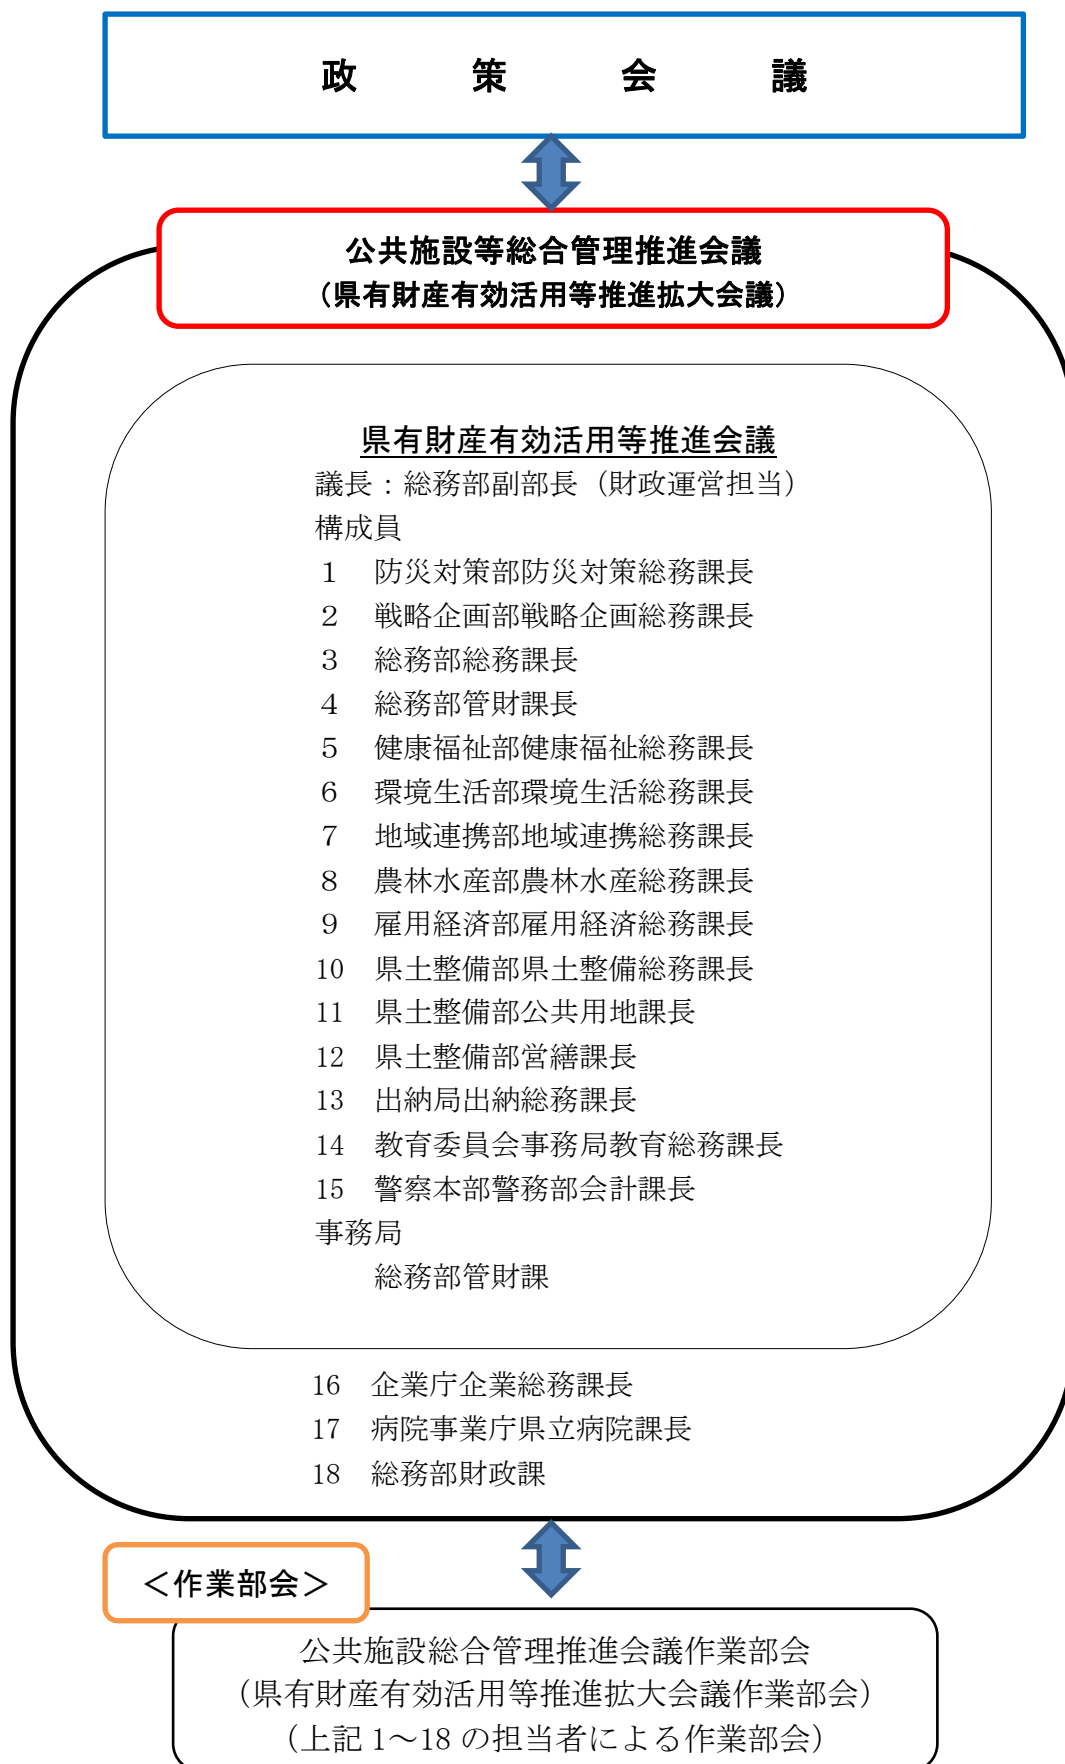 政策会議
公共施設等総合管理推進会議
（県有財産有効活用等推進拡大会議）
県有財産有効活用等推進会議
議長：総務部副部長（財政運営担当）
構成員
1　防災対策部防災対策総務課長
2　戦略企画部戦略企画総務課長
3　総務部総務課長
4　総務部管財課長
5　健康福祉部健康福祉総務課長
6　環境生活部環境生活総務課長
7　地域連携部地域連携総務課長
8　農林水産部農林水産総務課長
9　雇用経済部雇用経済総務課長
10　県土整備部県土整備総務課長
11　県土整備部公共用地課長
12　県土整備部営繕課長
13　出納局出納総務課長
14　教育委員会事務局教育総務課長
15　警察本部警務部会計課長
事務局
総務部管財課
16　企業庁企業総務課長
17　病院事業庁県立病院課長
18　総務部財政課
＜作業部会＞
公共施設総合管理推進会議作業部会
（県有財産有効活用等推進拡大会議作業部会）
（上記 1～18 の担当者による作業部会）